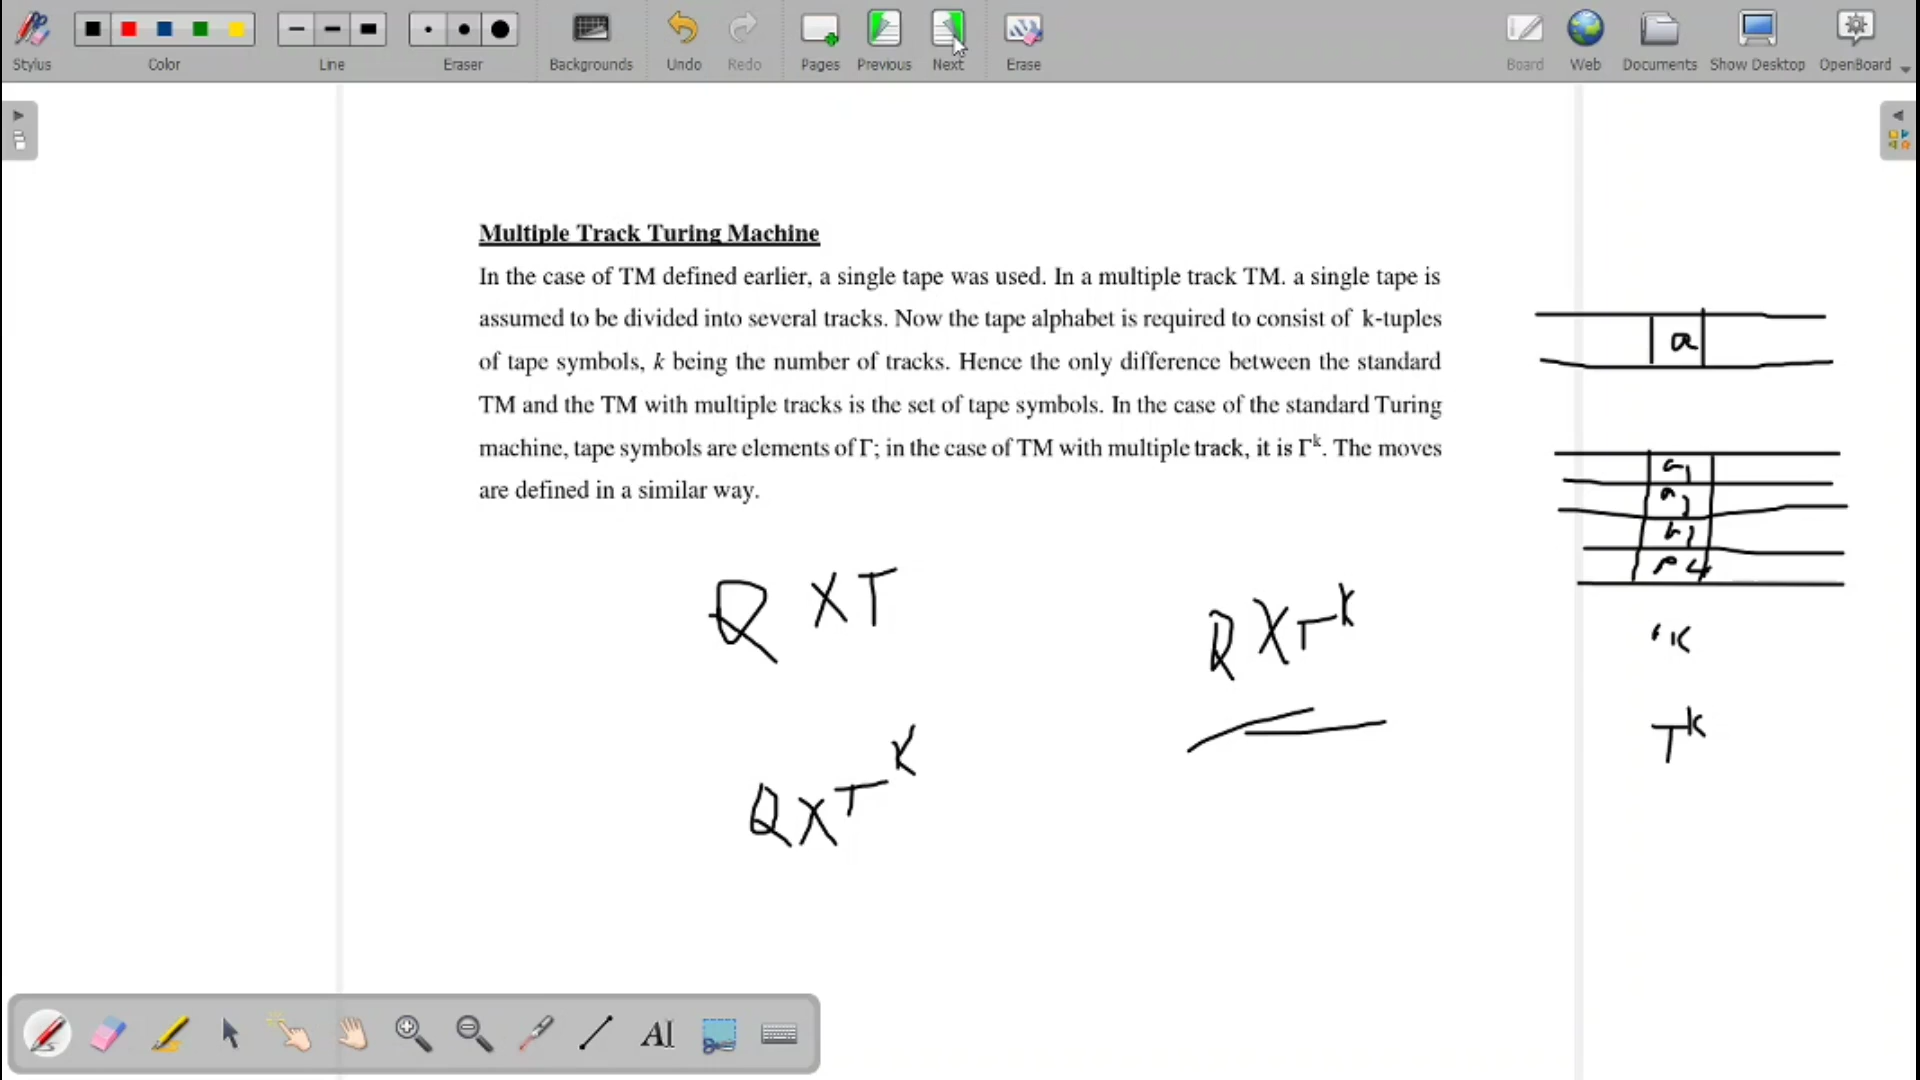 Stylus Color Line Eraser Backgrounds Undo Redo Pages Previous Next Erase Board Web Documents Show Desktop OpenBoard
Multiple Track Turing Machine
In the case of TM defined earlier, a single tape was used. In a multiple track TM. a single tape is
assumed to be divided into several tracks. Now the tape alphabet is required to consist of k-tuples
of tape symbols, k being the number of tracks. Hence the only difference between the standard
TM and the TM with multiple tracks is the set of tape symbols. In the case of the standard Turing
machine, tape symbols are elements of Γ; in the case of TM with multiple track, it is Γᵏ. The moves
are defined in a similar way.
a
a1
Q X T
Q X T^k
K
T^k
Q X T^K
AI